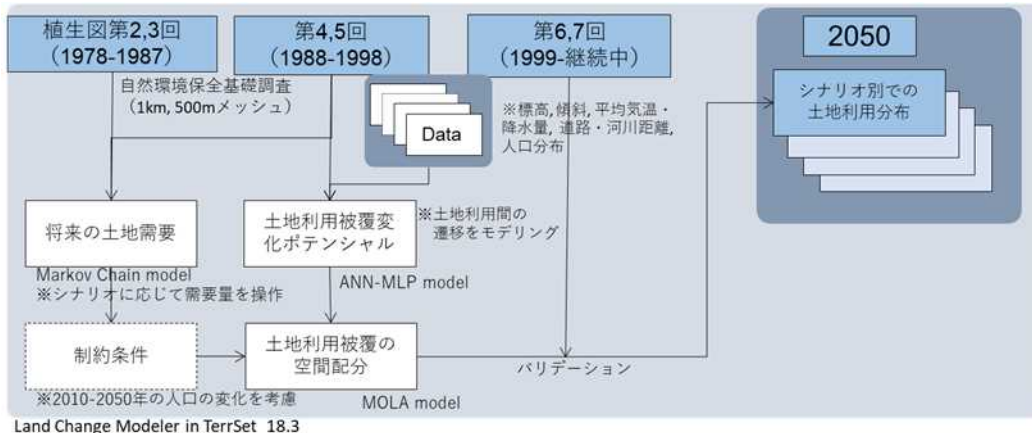 植生図第2,3回
（1978-1987）
第4,5回
（1988-1998）
第6,7回
（1999-継続中）
2050
自然環境保全基礎調査
（1km, 500mメッシュ）
Data
※標高, 傾斜, 平均気温・
降水量, 道路・河川距離,
人口分布
シナリオ別での
土地利用分布
将来の土地需要
土地利用被覆変
化ポテンシャル
※土地利用間の
遷移をモデリング
Markov Chain model
※シナリオに応じて需要量を操作
ANN-MLP model
制約条件
土地利用被覆の
空間配分
バリデーション
※2010-2050年の人口の変化を考慮
MOLA model
Land Change Modeler in TerrSet 18.3